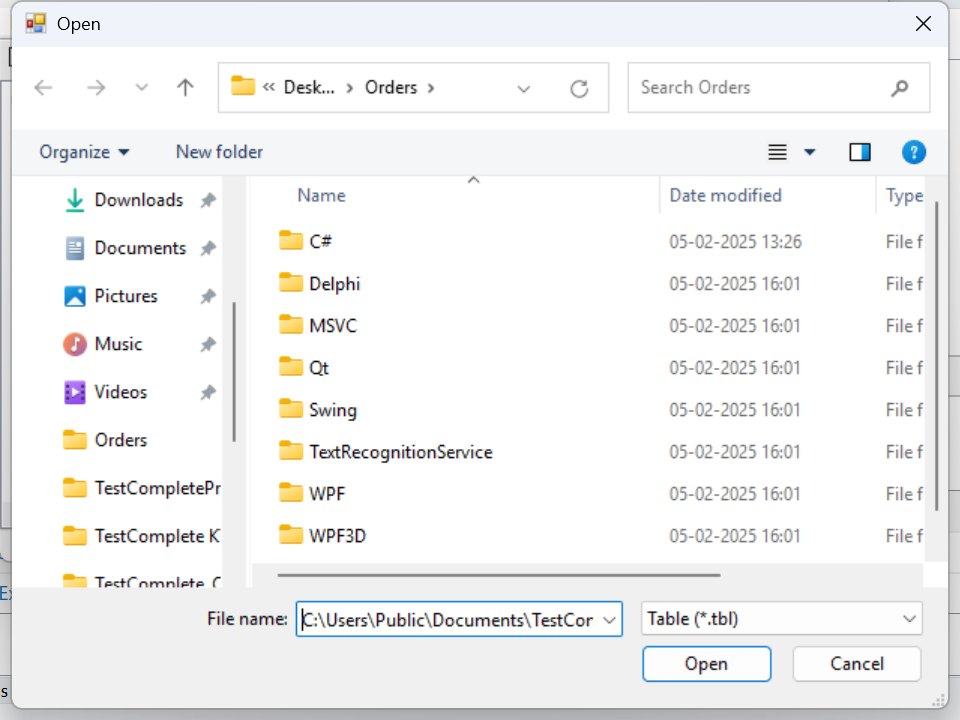 Open
« Desk... › Orders ›
Search Orders
Organize
New folder
Name
Date modified
Type
Downloads
Documents
Pictures
Music
Videos
Orders
TestCompletePr
TestComplete K
TestComplete_C
C# 05-02-2025 13:26 File f
Delphi 05-02-2025 16:01 File f
MSVC 05-02-2025 16:01 File f
Qt 05-02-2025 16:01 File f
Swing 05-02-2025 16:01 File f
TextRecognitionService 05-02-2025 16:01 File f
WPF 05-02-2025 16:01 File f
WPF3D 05-02-2025 16:01 File f
File name: C:\Users\Public\Documents\TestCor
Table (*.tbl)
Open
Cancel